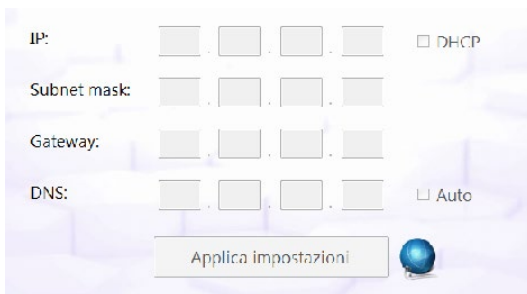 IP: . . . DHCP
Subnet mask: . . .
Gateway: . . .
DNS: . . . Auto
Applica impostazioni